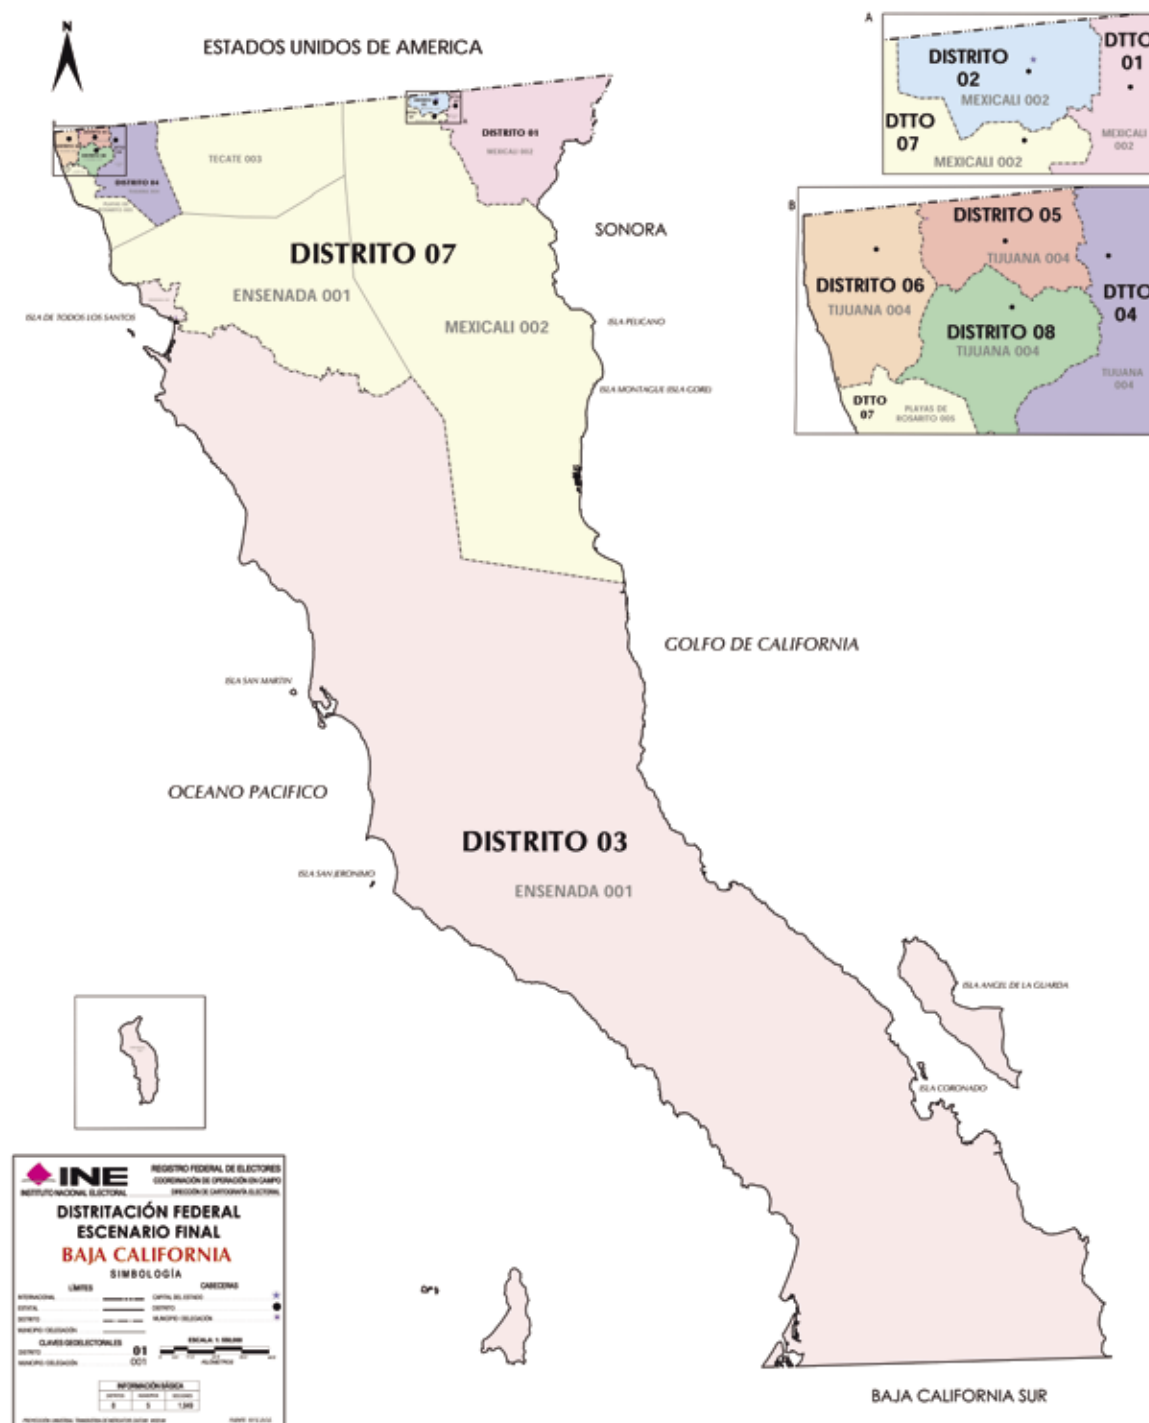 N
ESTADOS UNIDOS DE AMERICA
TECATE 003
DISTRITO 01
MEXICALI 002
DISTRITO 04
PLAYAS DE
ROSARITO 005
DISTRITO 07
ENSENADA 001
MEXICALI 002
SONORA
ISLA DE TODOS LOS SANTOS
ISLA PELICANO
ISLA MONTAGUE (ISLA GORE)
A
DISTRITO
02
MEXICALI 002
DTTO
01
MEXICALI
002
DTTO
07
MEXICALI 002
B
DISTRITO 05
TIJUANA 004
DISTRITO 06
TIJUANA 004
DISTRITO 08
TIJUANA 004
DTTO
04
TIJUANA
004
DTTO
07
PLAYAS DE
ROSARITO 005
GOLFO DE CALIFORNIA
ISLA SAN MARTIN
OCEANO PACIFICO
DISTRITO 03
ENSENADA 001
ISLA SAN JERONIMO
ISLA ANGEL DE LA GUARDA
ISLA CORONADO
BAJA CALIFORNIA SUR
INE
INSTITUTO NACIONAL ELECTORAL
REGISTRO FEDERAL DE ELECTORES
COORDINACIÓN DE OPERACIÓN EN CAMPO
DIRECCIÓN DE CARTOGRAFÍA ELECTORAL
DISTRITACIÓN FEDERAL
ESCENARIO FINAL
BAJA CALIFORNIA
SIMBOLOGÍA
LÍMITES
INTERNACIONAL
ESTATAL
DISTRITO
MUNICIPIO / DELEGACIÓN
CABECERAS
CAPITAL DEL ESTADO
DISTRITO
MUNICIPIO / DELEGACIÓN
CLAVES GEOELECTORALES
DISTRITO 01
MUNICIPIO / DELEGACIÓN 001
KILÓMETROS
INFORMACIÓN BÁSICA
8 5